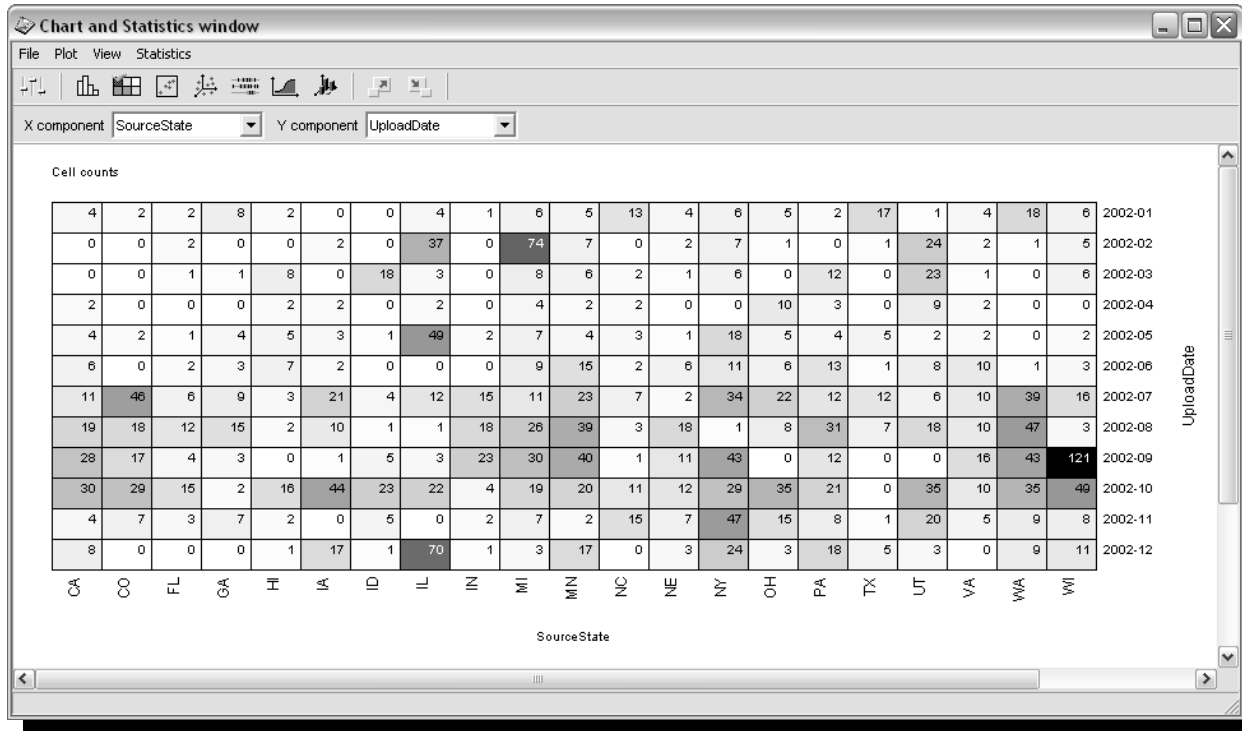 Chart and Statistics window
File Plot View Statistics
X component SourceState Y component UploadDate
Cell counts
4 2 2 8 2 0 0 4 1 6 5 13 4 6 5 2 17 1 4 18 6 2002-01
0 0 2 0 0 2 0 37 0 74 7 0 2 7 1 0 1 24 2 1 5 2002-02
0 0 1 1 8 0 18 3 0 8 6 2 1 6 0 12 0 23 1 0 6 2002-03
2 0 0 0 2 2 0 2 0 4 2 2 0 0 10 3 0 9 2 0 0 2002-04
4 2 1 4 5 3 1 49 2 7 4 3 1 18 5 4 5 2 2 0 2 2002-05
6 0 2 3 7 2 0 0 0 9 15 2 6 11 6 13 1 8 10 1 3 2002-06
11 46 6 9 3 21 4 12 15 11 23 7 2 34 22 12 12 6 10 39 16 2002-07
19 18 12 15 2 10 1 1 18 26 39 3 18 1 8 31 7 18 10 47 3 2002-08
28 17 4 3 0 1 5 3 23 30 40 1 11 43 0 12 0 0 16 43 121 2002-09
30 29 15 2 16 44 23 22 4 19 20 11 12 29 35 21 0 35 10 35 49 2002-10
4 7 3 7 2 0 5 0 2 7 2 15 7 47 15 8 1 20 5 9 8 2002-11
8 0 0 0 1 17 1 70 1 3 17 0 3 24 3 18 5 3 0 9 11 2002-12
UploadDate
CA CO FL GA HI IA ID IL IN MI MN NC NE NY OH PA TX UT VA WA WI
SourceState